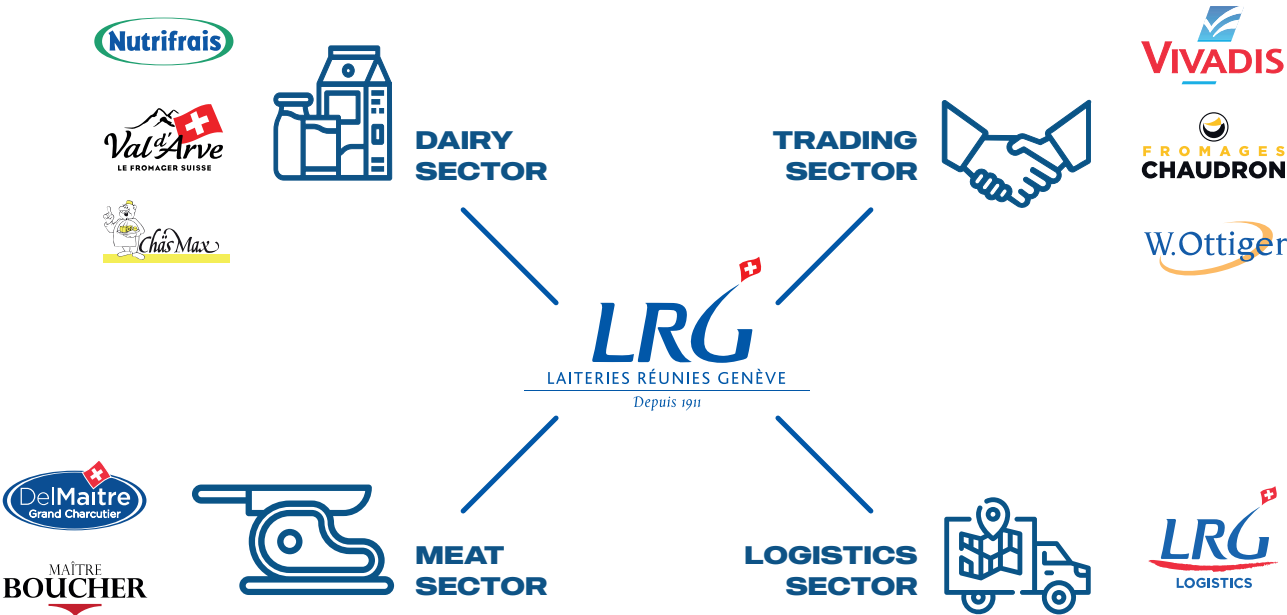 Nutrifrais
Val d'Arve
LE FROMAGER SUISSE
Chäs Max
DAIRY
SECTOR
TRADING
SECTOR
VIVADIS
FROMAGES
CHAUDRON
W.Ottiger
LRG
LAITERIES RÉUNIES GENÈVE
Depuis 1911
DelMaître
Grand Charcutier
MAÎTRE
BOUCHER
MEAT
SECTOR
LOGISTICS
SECTOR
LRG
LOGISTICS